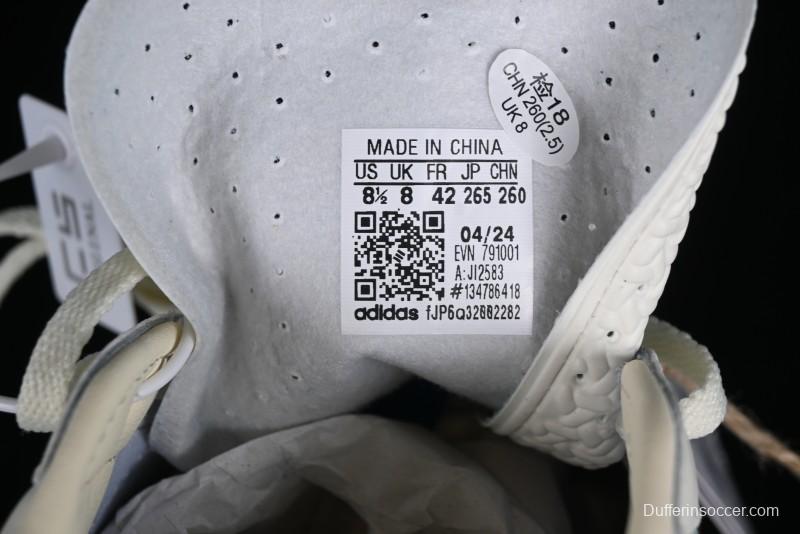 检18
CHN 260(2.5)
UK 8
MADE IN CHINA
US UK FR JP CHN
8½ 8 42 265 260
04/24
EVN 791001
A:JI2583
#134786418
adidas fJP6Q32682282
Dufferinsoccer.com